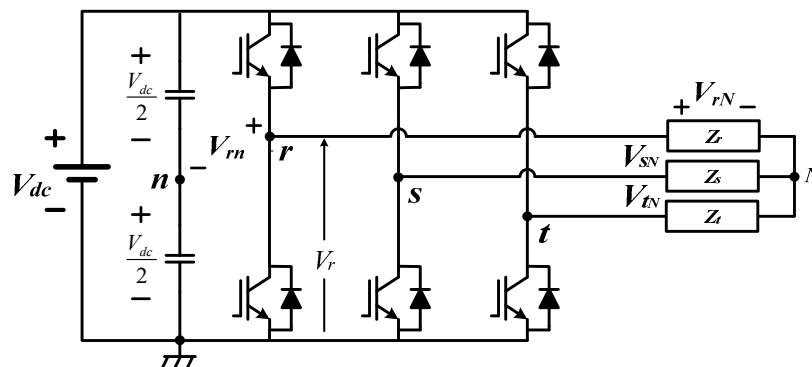 +
V_dc
2
−
+
V_rN
−
V_rn
+
−
r
Z_r
+
V_dc
−
n
V_SN
Z_s
N
s
V_tN
Z_t
t
+
V_dc
2
−
V_r